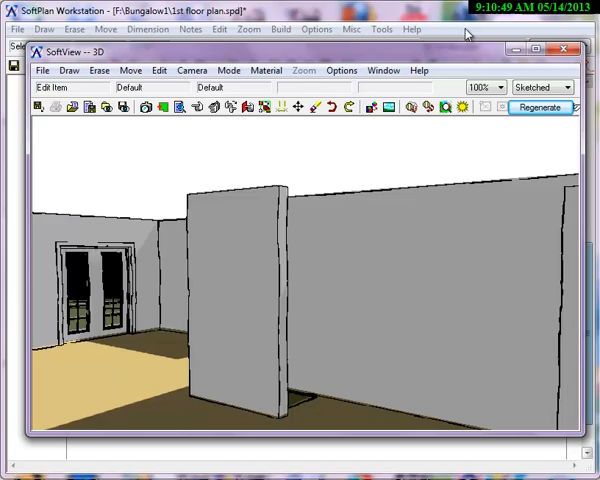 SoftPlan Workstation - [F:\Bungalow1\1st floor plan.spd]*
9:10:49 AM 05/14/2013
File Draw Erase Move Dimension Notes Edit Zoom Build Options Misc Tools Help
Sele
SoftView -- 3D
File Draw Erase Move Edit Camera Mode Material Zoom Options Window Help
Edit Item Default Default 100% Sketched
Regenerate